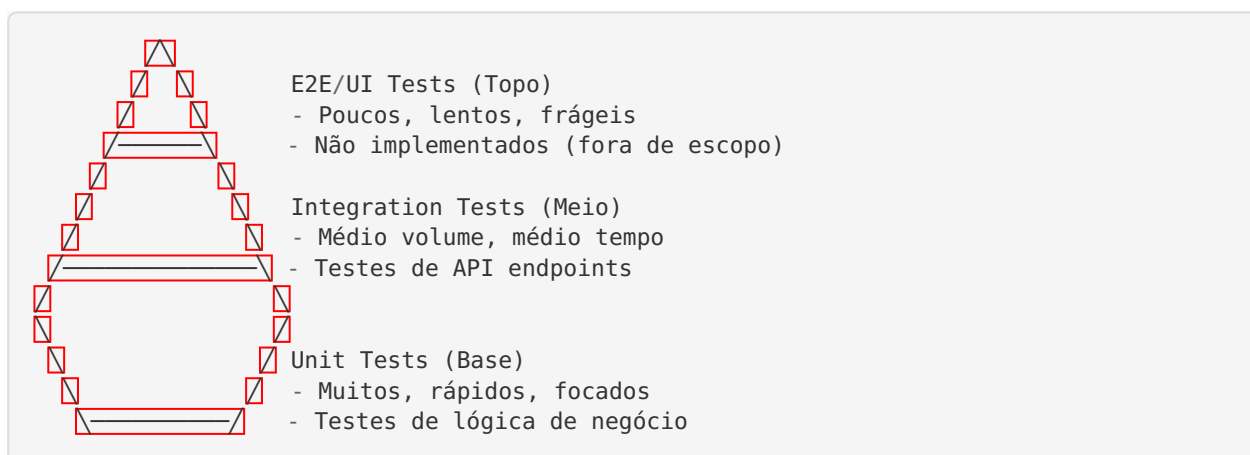 E2E/UI Tests (Topo)
- Poucos, lentos, frágeis
- Não implementados (fora de escopo)
Integration Tests (Meio)
- Médio volume, médio tempo
- Testes de API endpoints
Unit Tests (Base)
- Muitos, rápidos, focados
- Testes de lógica de negócio